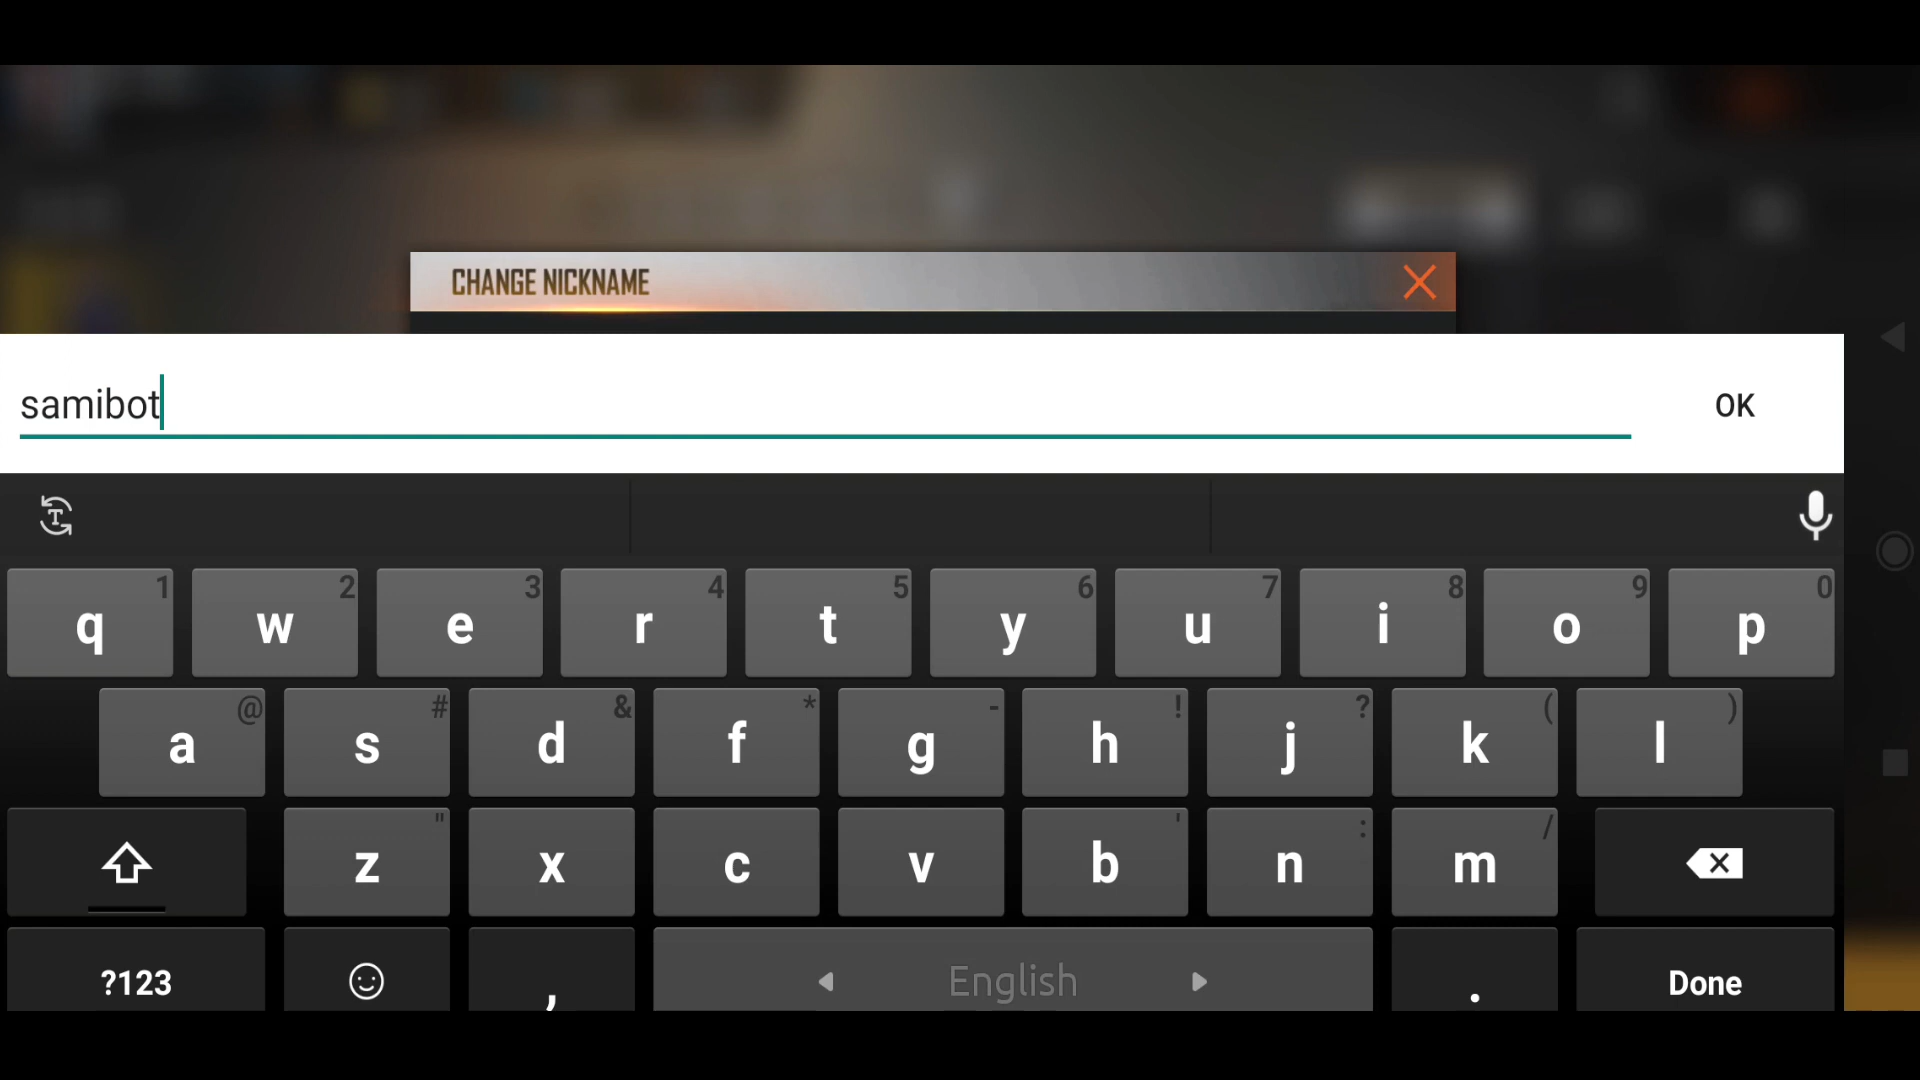 CHANGE NICKNAME
samibot
OK
1 2 3 4 5 6 7 8 9 0
q w e r t y u i o p
@ # & * - ! ? ( )
a s d f g h j k l
" ' : /
z x c v b n m
?123 , English . Done